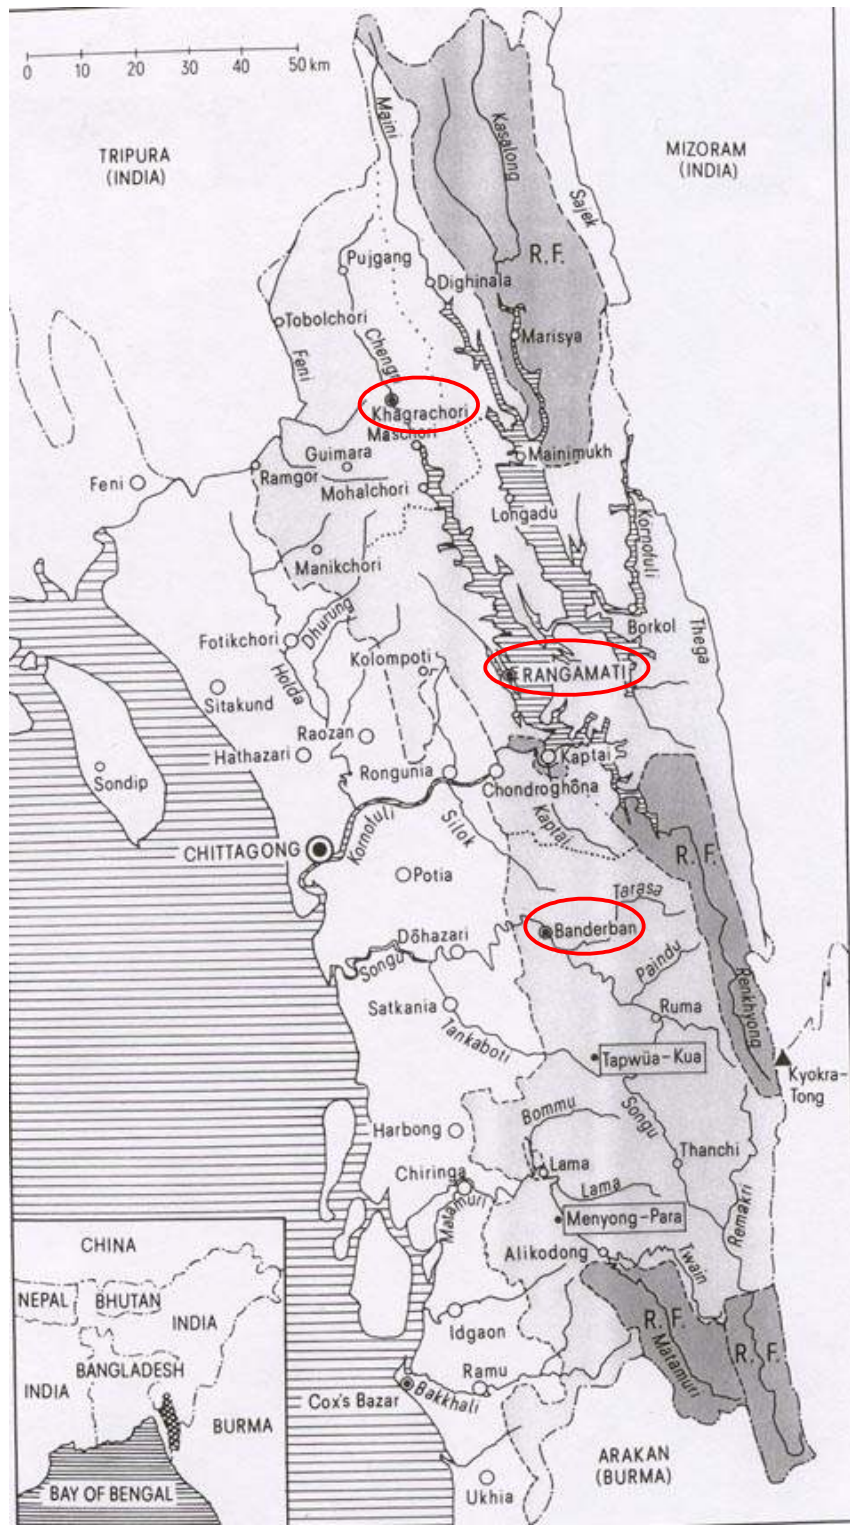 0 10 20 30 40 50 km
TRIPURA
(INDIA)
MIZORAM
(INDIA)
Maini
Kasalong
Sajek
R.F.
Pujgang
Dighinala
Tobolchori
Marisya
Feni
Chengi
Khagrachori
Maschori
Guimara
Mainimukh
Ramgor
Feni
Mohalchori
Longadu
Kornofuli
Manikchori
Dhurung
Borkol
Fotikchori
Thega
Kolompoti
RANGAMATI
Holda
Sitakund
Raozan
Hathazari
Kaptai
Sondip
Rongunia
Chondroghōna
Kaptai
Kornofuli
Silok
CHITTAGONG
R.F.
Potia
Tarasa
Banderban
Dōhazari
Songu
Paindu
Renkhyong
Satkania
Ruma
Tankaboti
Tapwüa-Kua
Kyokra-
Tong
Bommu
Songu
Harbong
Thanchi
Chiringa
Lama
Lama
Matamuri
Remakri
Menyong-Para
CHINA
Alikodong
Twain
NEPAL
BHUTAN
INDIA
Idgaon
R. F.
Matamuri
R. F.
BANGLADESH
INDIA
Ramu
Cox's Bazar
Bakkhali
BURMA
ARAKAN
(BURMA)
BAY OF BENGAL
Ukhia